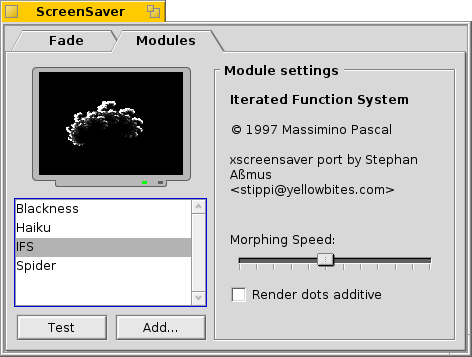 ScreenSaver
Fade
Modules
Blackness
Haiku
IFS
Spider
Test
Add...
Module settings
Iterated Function System
© 1997 Massimino Pascal
xscreensaver port by Stephan
Aßmus
<stippi@yellowbites.com>
Morphing Speed:
Render dots additive